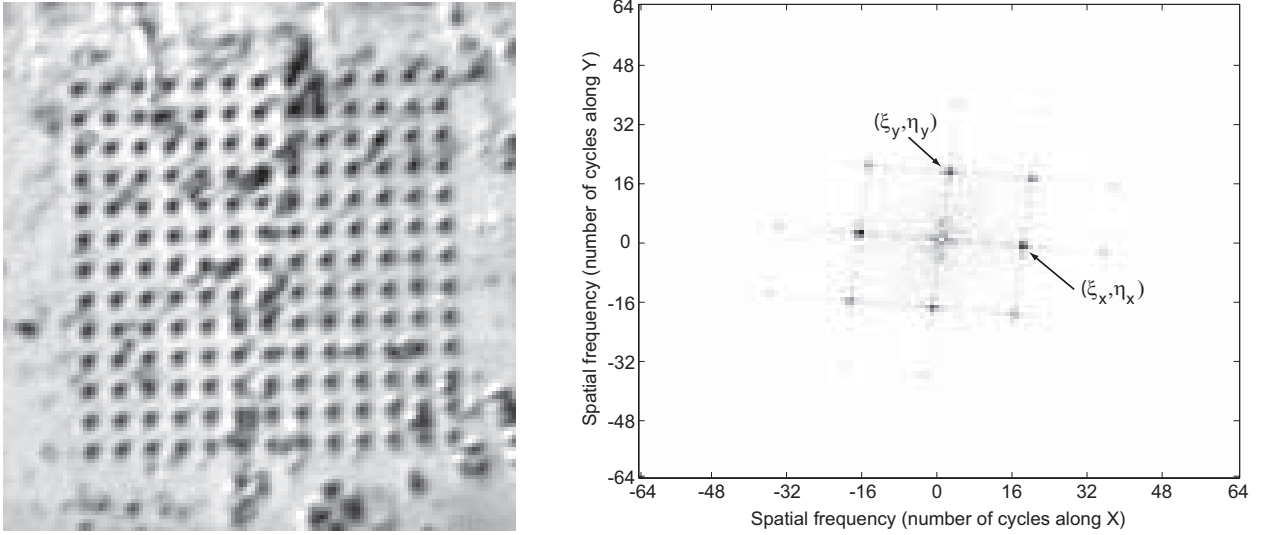 64
48
32
16
0
-16
-32
-48
-64
Spatial frequency (number of cycles along Y)
(ξy,ηy)
(ξx,ηx)
-64 -48 -32 -16 0 16 32 48 64
Spatial frequency (number of cycles along X)